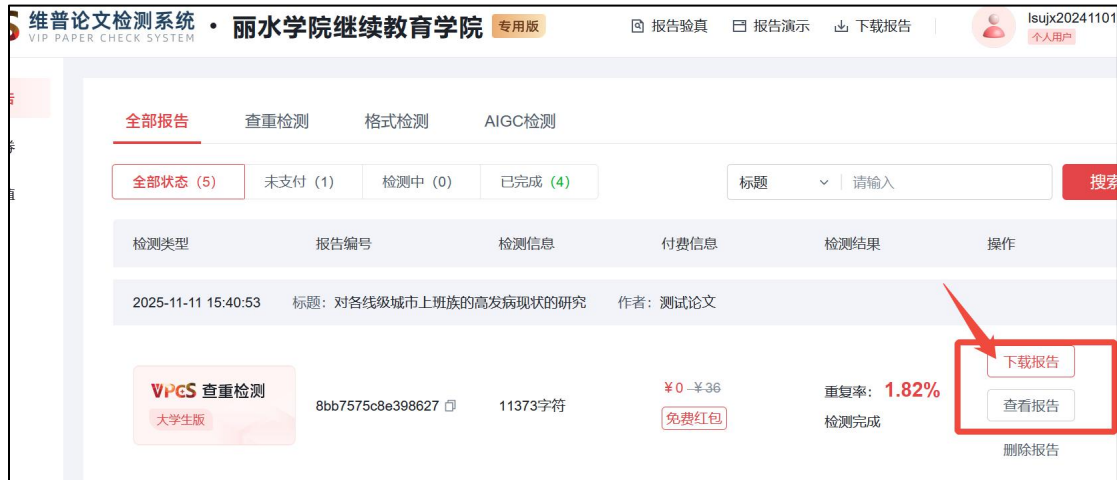 维普论文检测系统 · 丽水学院继续教育学院 专用版
VIP PAPER CHECK SYSTEM
报告验真 报告演示 下载报告
lsujx20241101
个人用户
全部报告 查重检测 格式检测 AIGC检测
全部状态 (5) 未支付 (1) 检测中 (0) 已完成 (4) 标题 请输入 搜索
检测类型 报告编号 检测信息 付费信息 检测结果 操作
2025-11-11 15:40:53 标题：对各线级城市上班族的高发病现状的研究 作者：测试论文
VPCS 查重检测
大学生版
8bb7575c8e398627
11373字符
¥0 ¥36
免费红包
重复率：1.82%
检测完成
下载报告
查看报告
删除报告